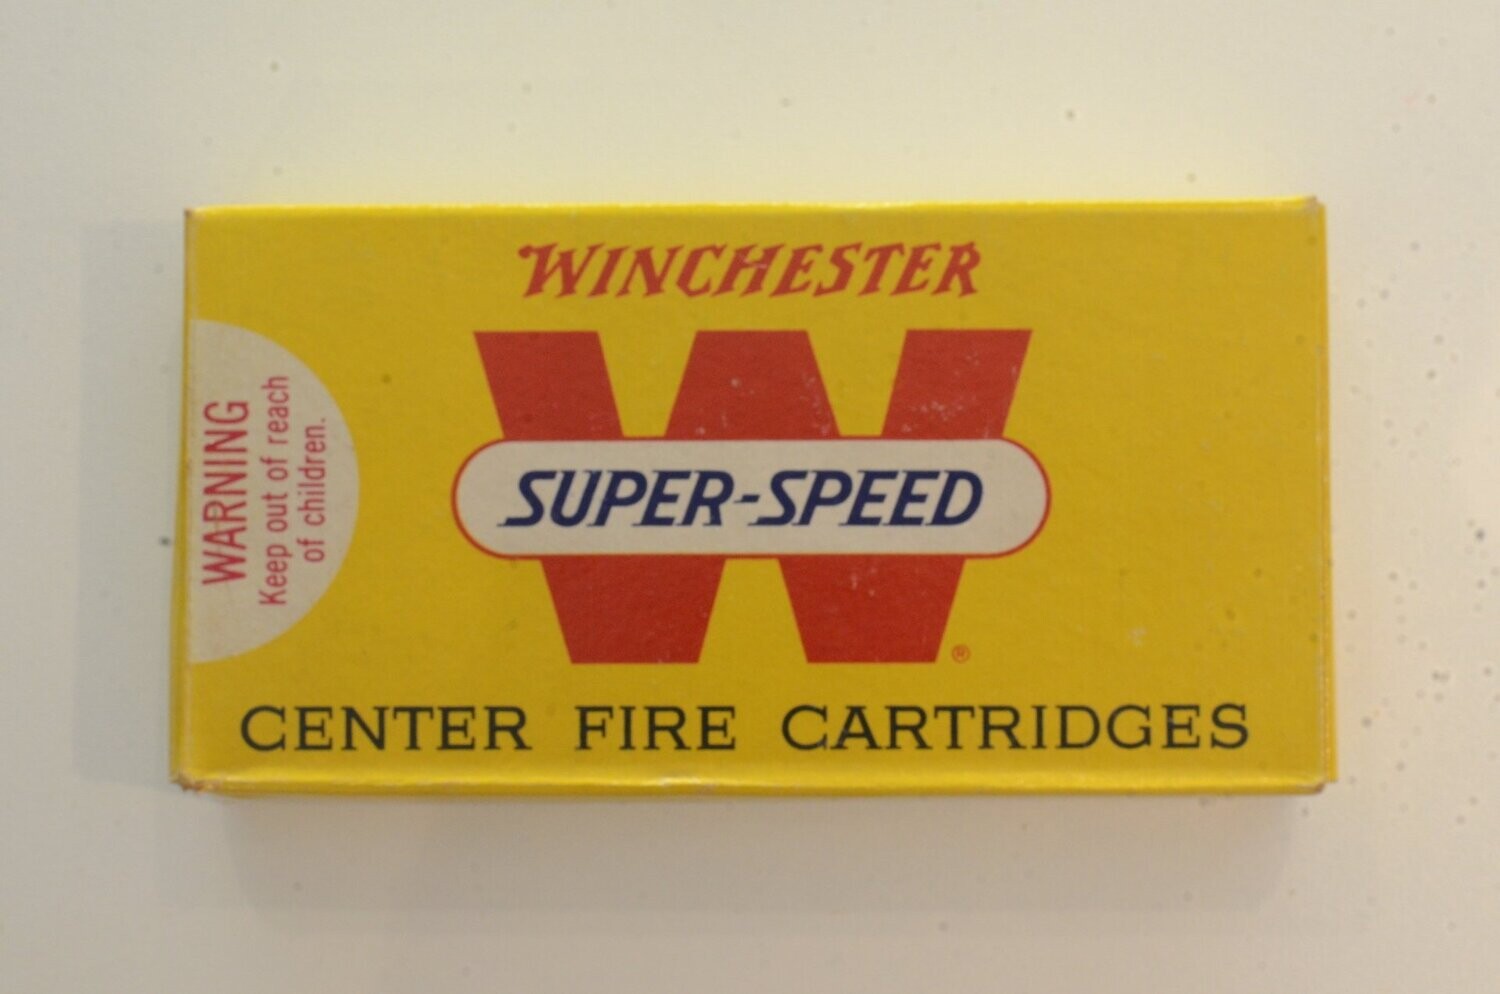 WINCHESTER
W
SUPER-SPEED
®
CENTER FIRE CARTRIDGES
WARNING
Keep out of reach
of children.